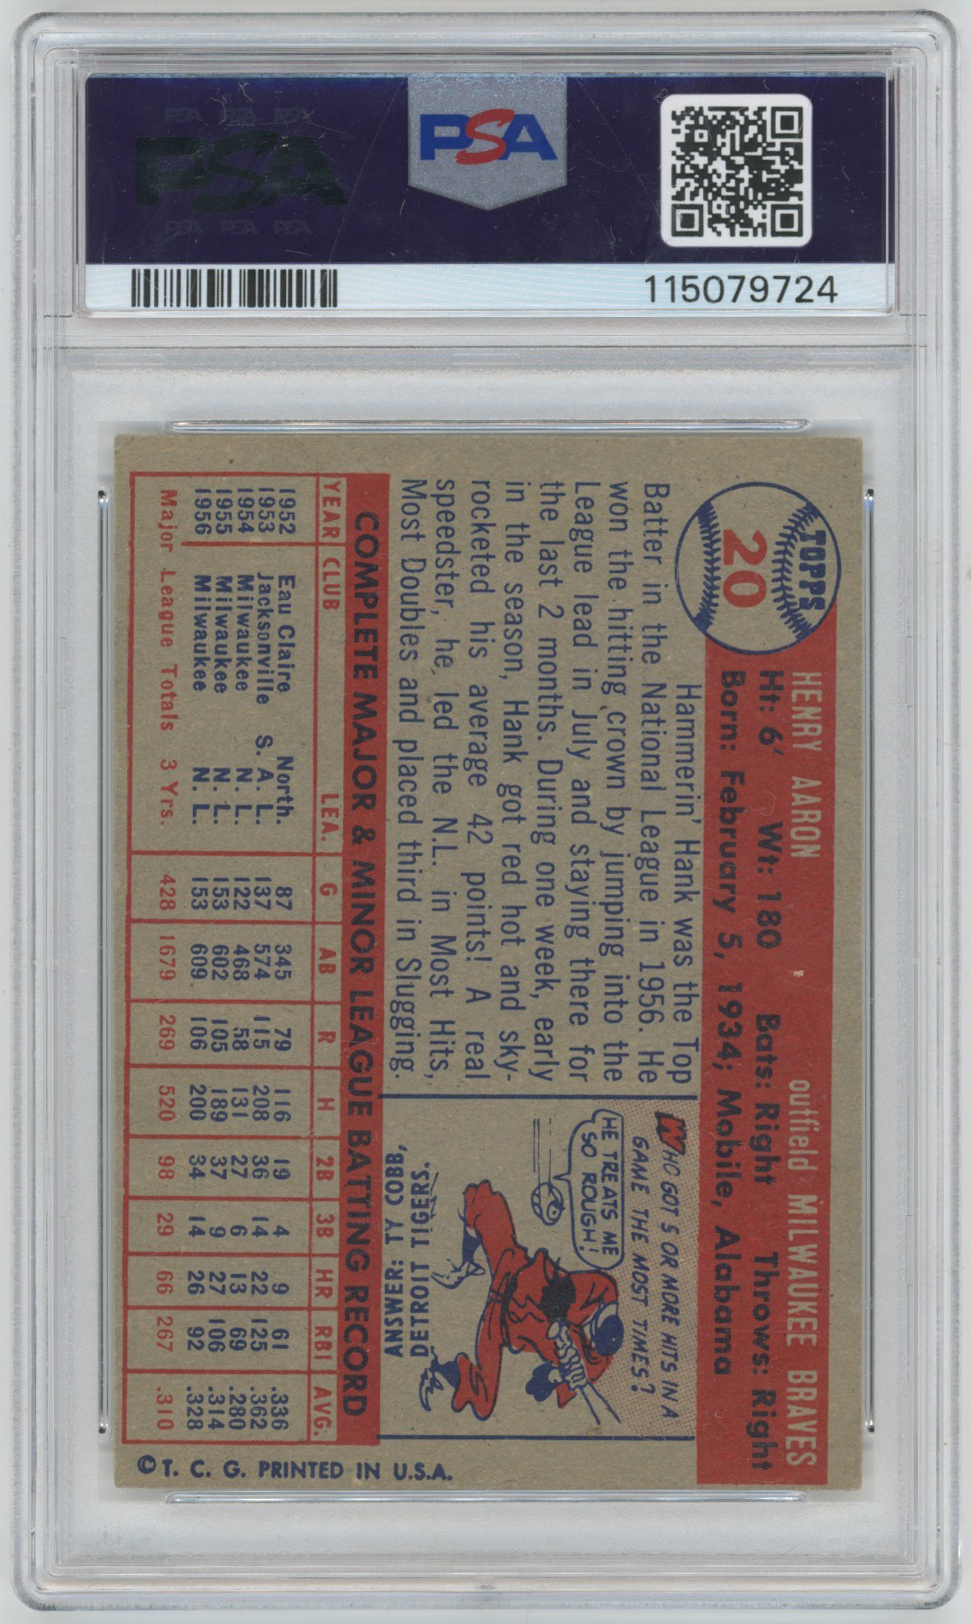 PSA PSA PSA
PSA
PSA PSA PSA
PSA
115079724
TOPPS
20
HENRY AARON outfield MILWAUKEE BRAVES
Ht: 6' Wt: 180 Bats: Right Throws: Right
Born: February 5, 1934; Mobile, Alabama
Hammerin' Hank was the Top
Batter in the National League in 1956. He
won the hitting crown by jumping into the
League lead in July and staying there for
the last 2 months. During one week, early
in the season, Hank got red hot and sky-
rocketed his average 42 points! A real
speedster, he led the N.L. in Most Hits,
Most Doubles and placed third in Slugging.
WHO GOT 5 OR MORE HITS IN A
GAME THE MOST TIMES?
HE TREATS ME
SO ROUGH!
ANSWER: TY COBB,
DETROIT TIGERS.
COMPLETE MAJOR & MINOR LEAGUE BATTING RECORD
YEAR CLUB LEA. G AB R H 2B 3B HR RBI AVG.
1952 Eau Claire North. 87 345 79 116 19 4 9 61 .336
1953 Jacksonville S. A. L. 137 574 115 208 36 14 22 125 .362
1954 Milwaukee N. L. 122 468 58 131 27 6 13 69 .280
1955 Milwaukee N. L. 153 602 105 189 37 9 27 106 .314
1956 Milwaukee N. L. 153 609 106 200 34 14 26 92 .328
Major League Totals 3 Yrs. 428 1679 269 520 98 29 66 267 .310
©T. C. G. PRINTED IN U.S.A.